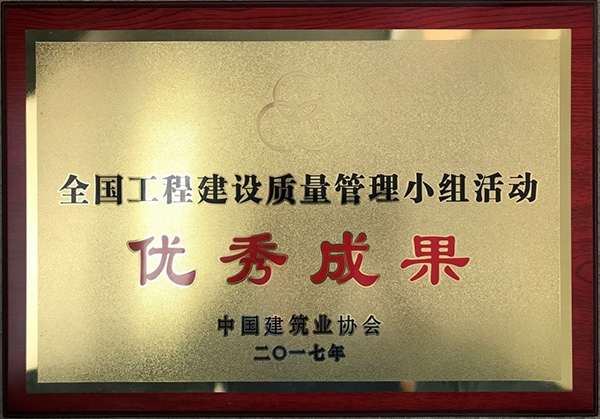 全国工程建设质量管理小组活动
优秀成果
中国建筑业协会
二〇一七年